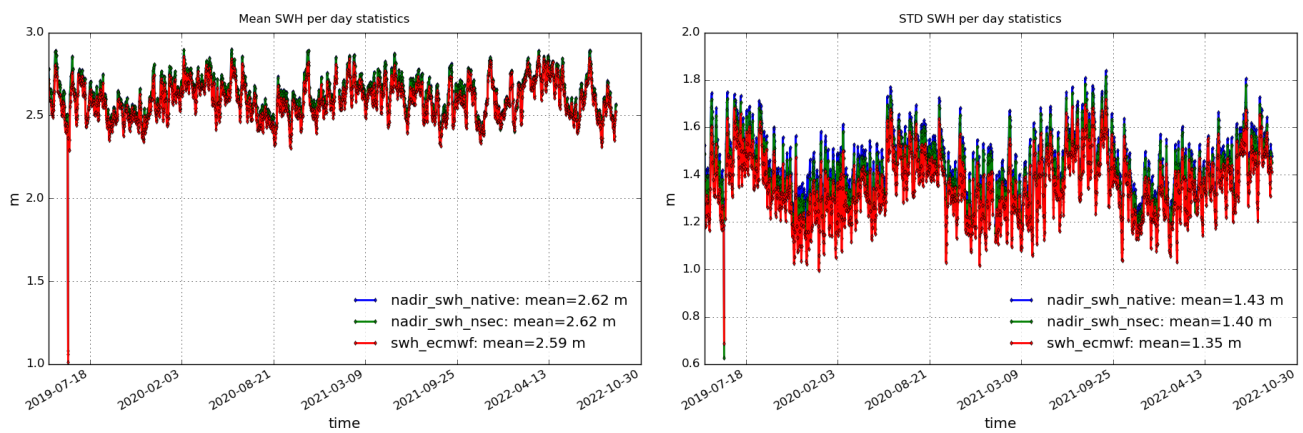 Mean SWH per day statistics
3.0
2.5
2.0
1.5
1.0
m
nadir_swh_native: mean=2.62 m
nadir_swh_nsec: mean=2.62 m
swh_ecmwf: mean=2.59 m
2019-07-18
2020-02-03
2020-08-21
2021-03-09
2021-09-25
2022-04-13
2022-10-30
time
STD SWH per day statistics
2.0
1.8
1.6
1.4
1.2
1.0
0.8
0.6
m
nadir_swh_native: mean=1.43 m
nadir_swh_nsec: mean=1.40 m
swh_ecmwf: mean=1.35 m
2019-07-18
2020-02-03
2020-08-21
2021-03-09
2021-09-25
2022-04-13
2022-10-30
time